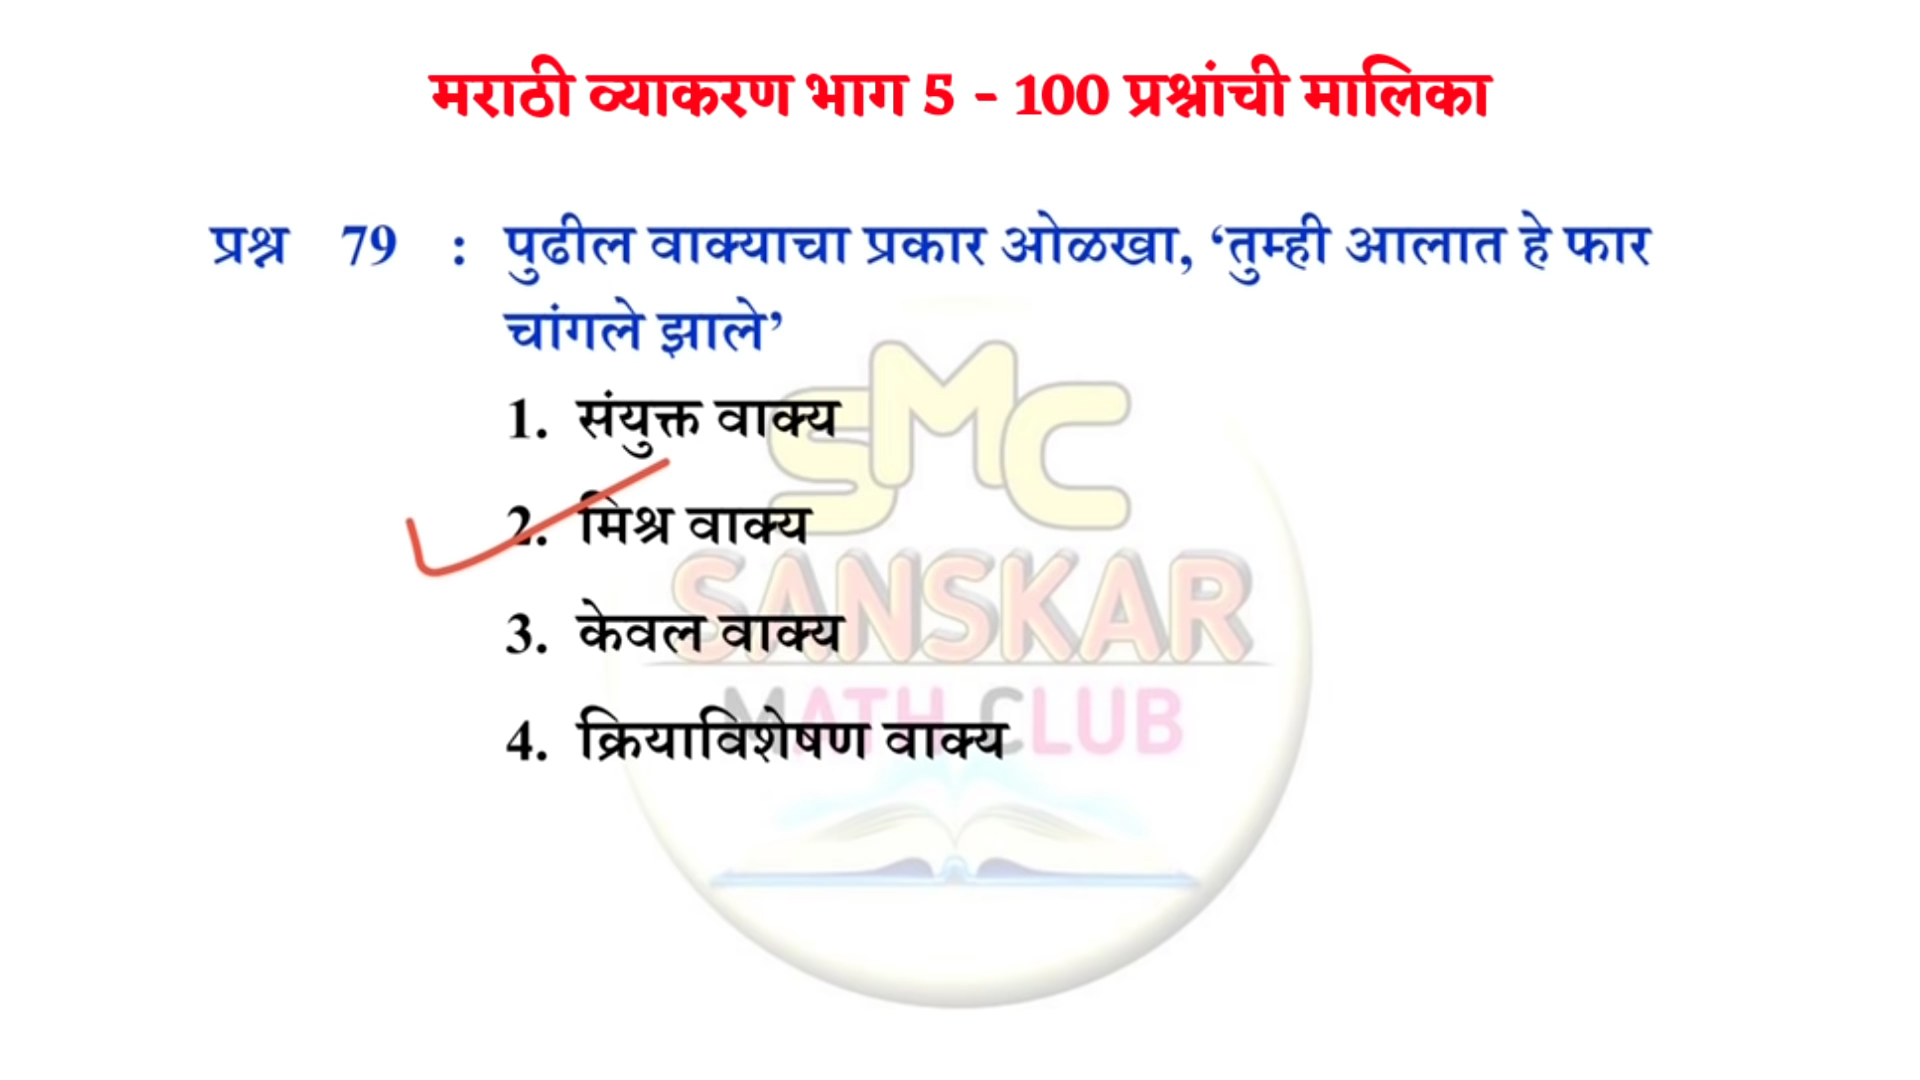 मराठी व्याकरण भाग 5 - 100 प्रश्नांची मालिका
प्रश्न 79 : पुढील वाक्याचा प्रकार ओळखा, ‘तुम्ही आलात हे फार
चांगले झाले’
1. संयुक्त वाक्य
2. मिश्र वाक्य
3. केवल वाक्य
4. क्रियाविशेषण वाक्य
SMC
SANSKAR
MATH CLUB